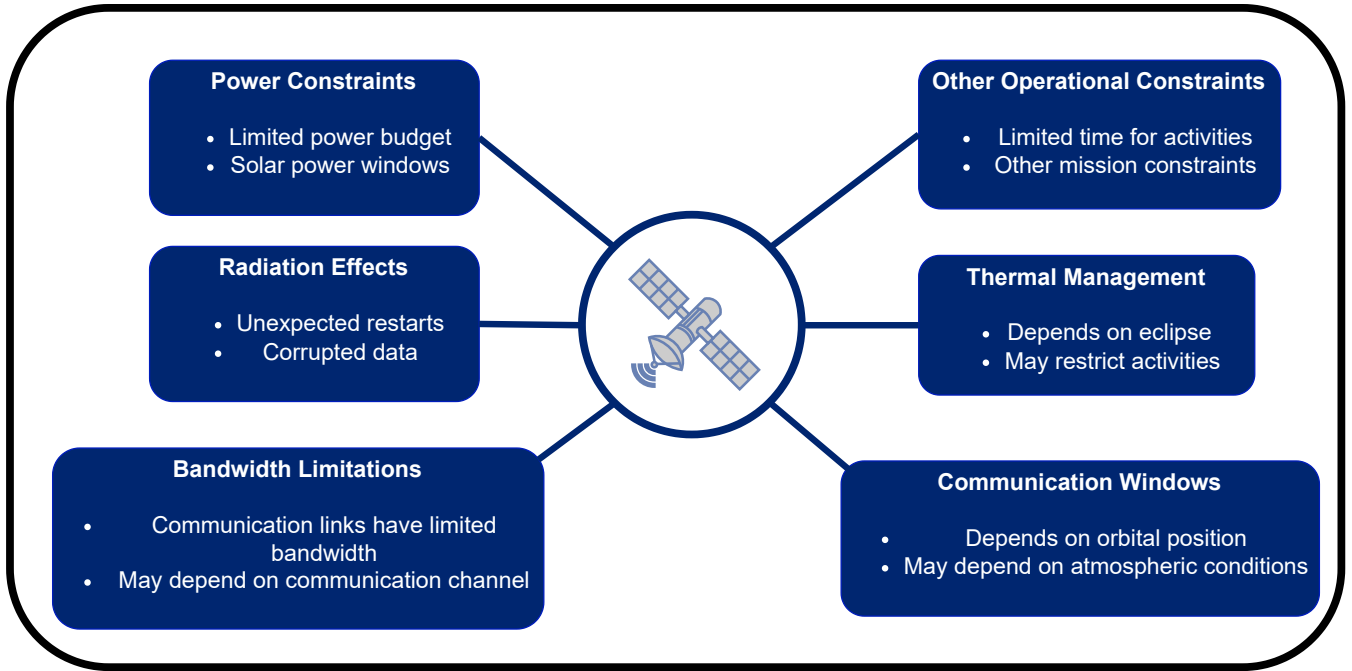 Power Constraints
• Limited power budget
• Solar power windows
Other Operational Constraints
• Limited time for activities
• Other mission constraints
Radiation Effects
• Unexpected restarts
• Corrupted data
Thermal Management
• Depends on eclipse
• May restrict activities
Bandwidth Limitations
• Communication links have limited
bandwidth
• May depend on communication channel
Communication Windows
• Depends on orbital position
• May depend on atmospheric conditions